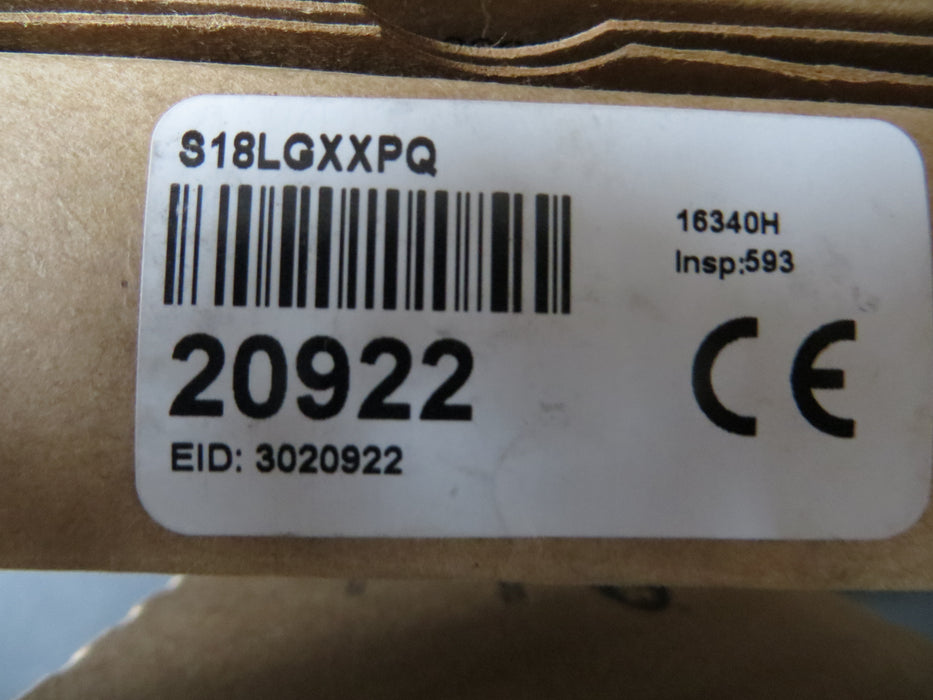 S18LGXXPQ
16340H
Insp:593
20922
CE
EID: 3020922